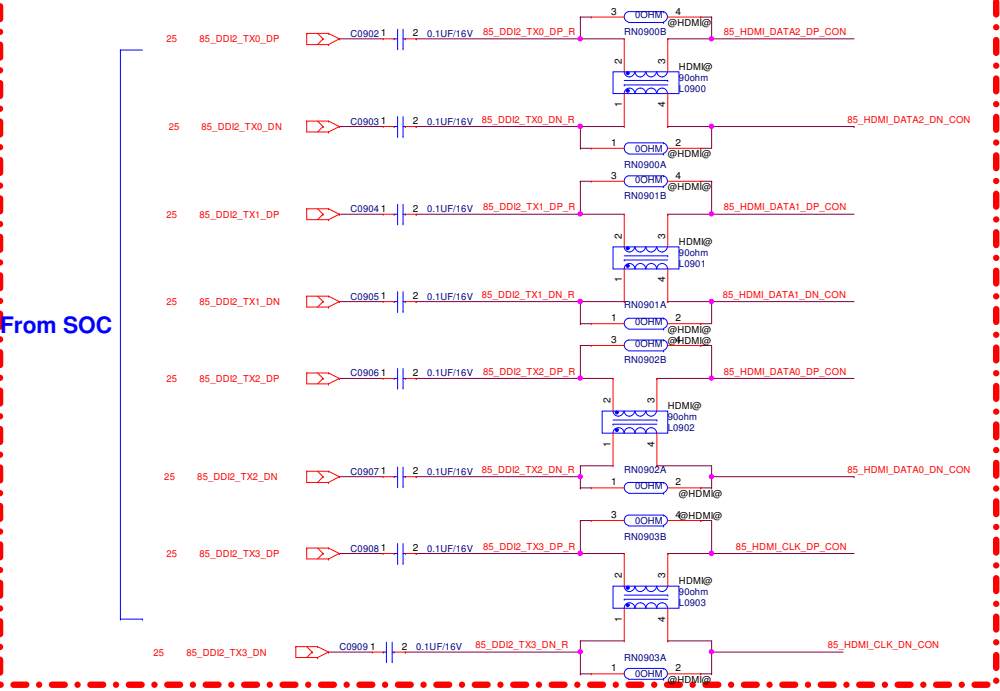 3 0OHM 4
@HDMI@
25 85_DDI2_TX0_DP C0902 1 2 0.1UF/16V 85_DDI2_TX0_DP_R RN0900B 85_HDMI_DATA2_DP_CON
2 3 HDMI@
90ohm
L0900
1 4
25 85_DDI2_TX0_DN C0903 1 2 0.1UF/16V 85_DDI2_TX0_DN_R 85_HDMI_DATA2_DN_CON
1 0OHM 2
@HDMI@
RN0900A
3 0OHM 4
@HDMI@
RN0901B
25 85_DDI2_TX1_DP C0904 1 2 0.1UF/16V 85_DDI2_TX1_DP_R 85_HDMI_DATA1_DP_CON
2 3 HDMI@
90ohm
L0901
1 4
25 85_DDI2_TX1_DN C0905 1 2 0.1UF/16V 85_DDI2_TX1_DN_R RN0901A 85_HDMI_DATA1_DN_CON
1 0OHM 2
@HDMI@
From SOC
3 0OHM 4
@HDMI@
RN0902B
25 85_DDI2_TX2_DP C0906 1 2 0.1UF/16V 85_DDI2_TX2_DP_R 85_HDMI_DATA0_DP_CON
2 3 HDMI@
90ohm
L0902
1 4
25 85_DDI2_TX2_DN C0907 1 2 0.1UF/16V 85_DDI2_TX2_DN_R RN0902A 85_HDMI_DATA0_DN_CON
1 0OHM 2
@HDMI@
3 0OHM 4
@HDMI@
RN0903B
25 85_DDI2_TX3_DP C0908 1 2 0.1UF/16V 85_DDI2_TX3_DP_R 85_HDMI_CLK_DP_CON
2 3 HDMI@
90ohm
L0903
1 4
25 85_DDI2_TX3_DN C0909 1 2 0.1UF/16V 85_DDI2_TX3_DN_R RN0903A 85_HDMI_CLK_DN_CON
1 0OHM 2
@HDMI@